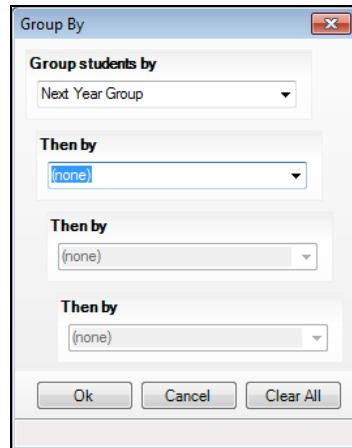 Group By
Group students by
Next Year Group
Then by
(none)
Then by
(none)
Then by
(none)
Ok Cancel Clear All